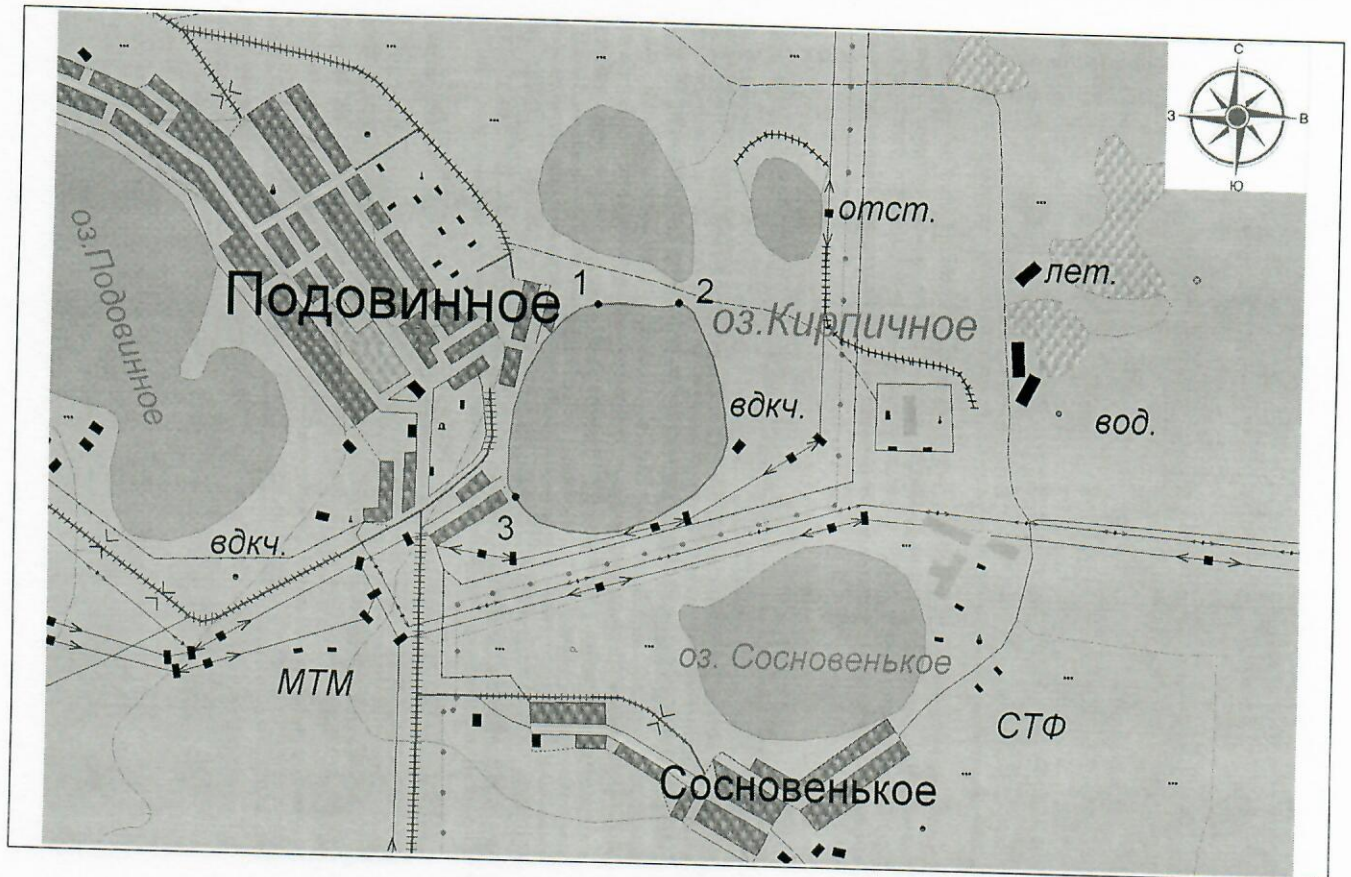 С
З
В
Ю
отст.
лет.
оз.Подовинное
Подовинное
1
2
оз.Кирпичное
вдкч.
вод.
3
вдкч.
оз. Сосновенькое
МТМ
СТФ
Сосновенькое